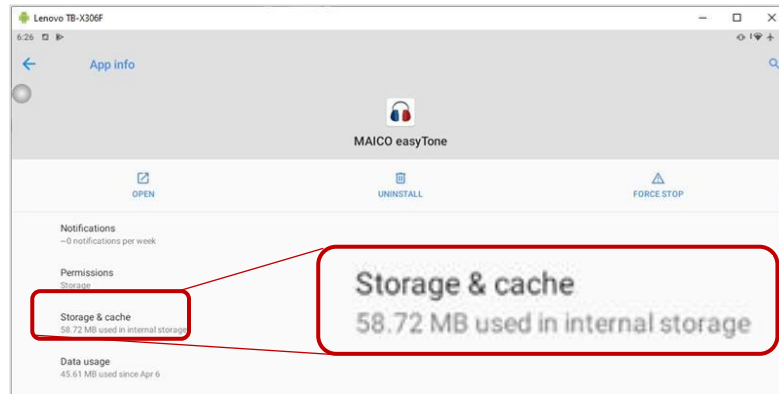 Lenovo TB-X306F
6:26
App info
MAICO easyTone
OPEN
UNINSTALL
FORCE STOP
Notifications
~0 notifications per week
Permissions
Storage
Storage & cache
58.72 MB used in internal storage
Storage & cache
58.72 MB used in internal storage
Data usage
45.61 MB used since Apr 6